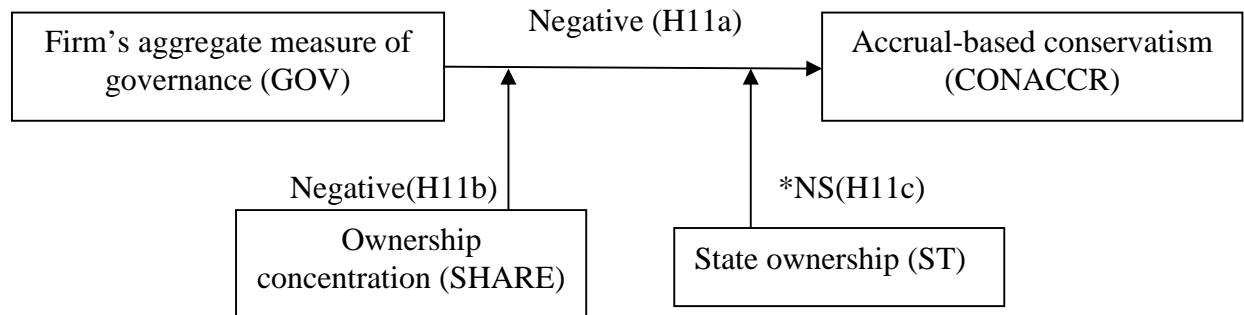 Negative (H11a)
Firm's aggregate measure of
governance (GOV)
Accrual-based conservatism
(CONACCR)
Negative(H11b)
*NS(H11c)
Ownership
concentration (SHARE)
State ownership (ST)